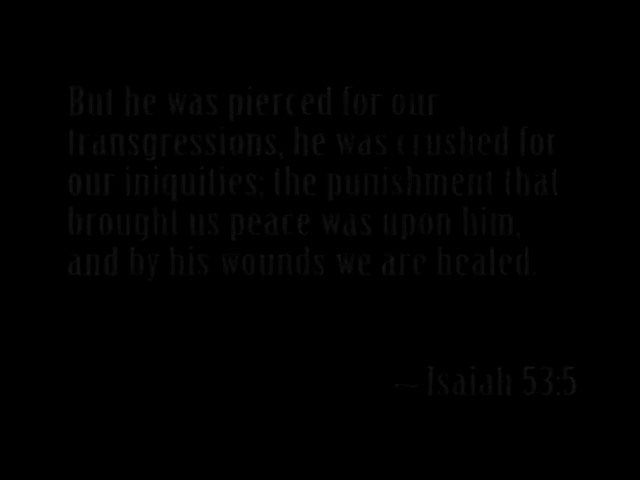 But he was pierced for our
transgressions, he was crushed for
our iniquities; the punishment that
brought us peace was upon him,
and by his wounds we are healed.
– Isaiah 53:5